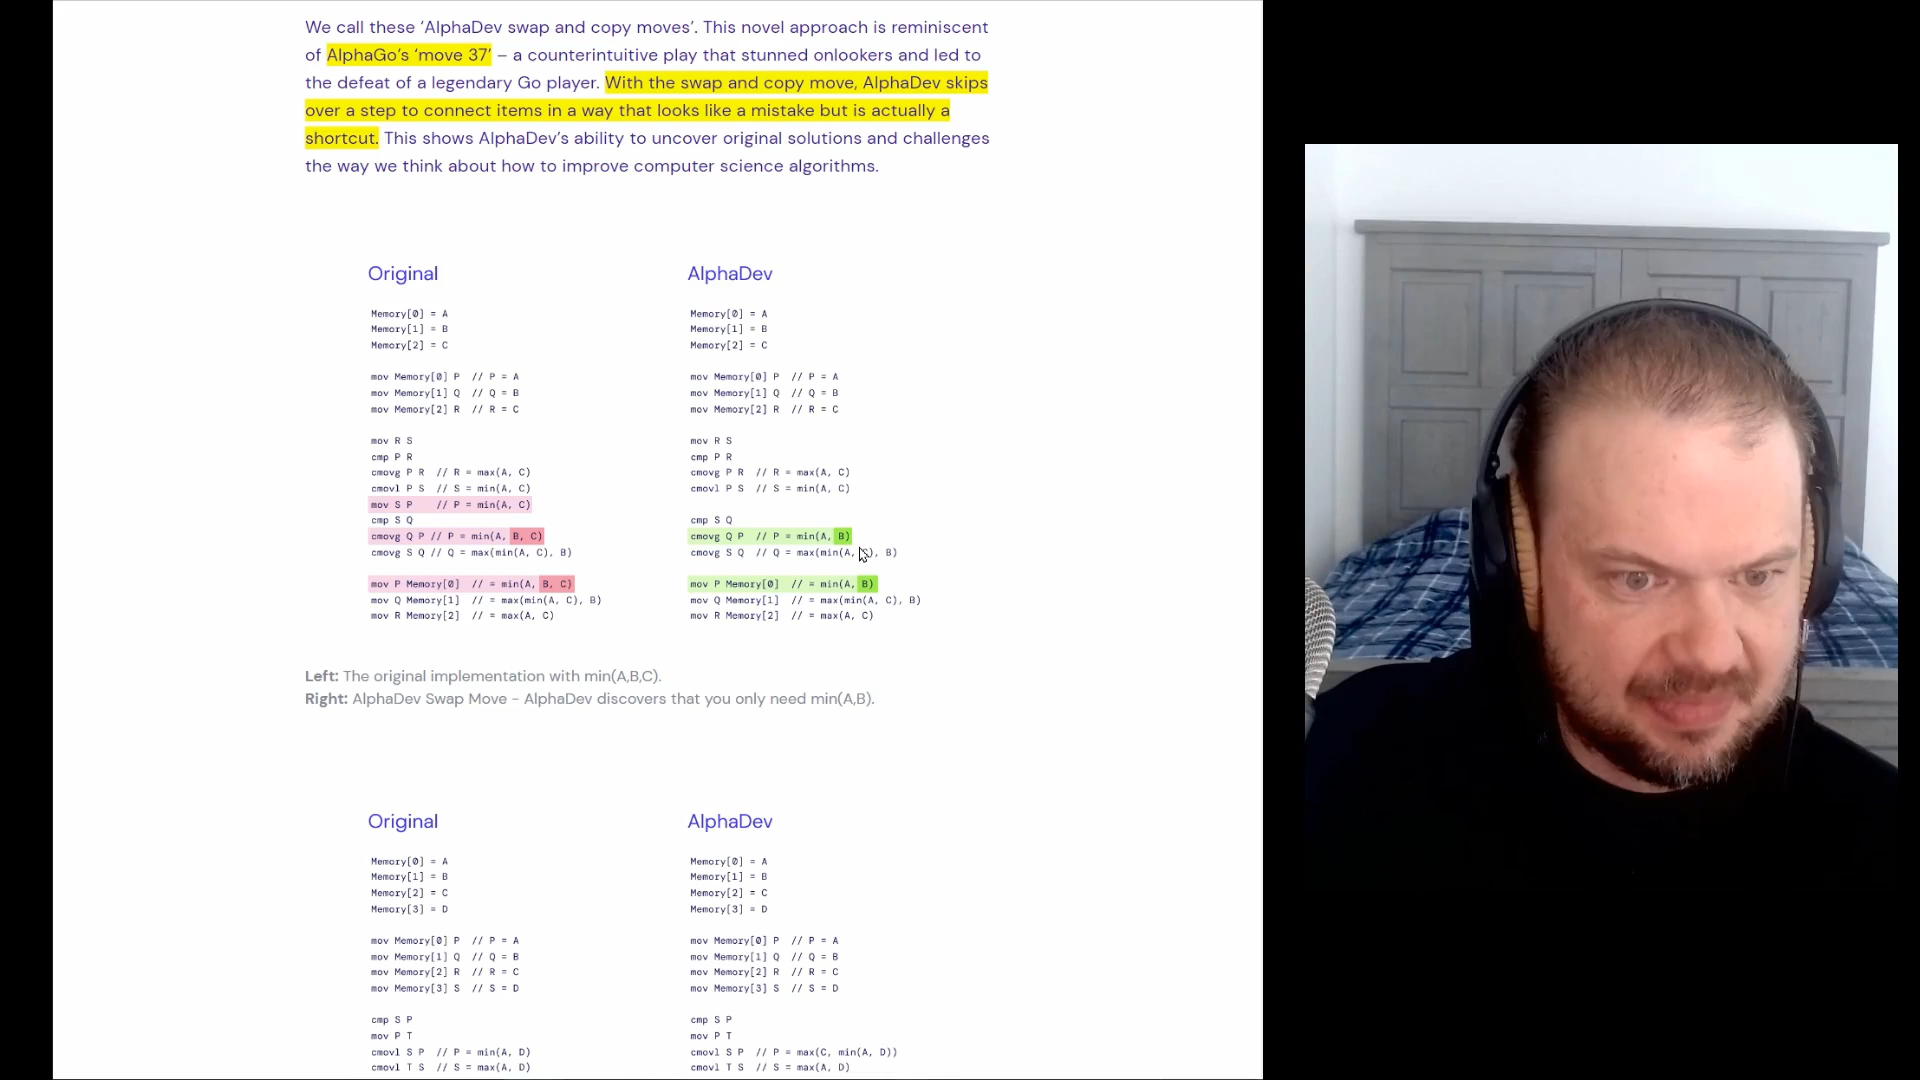 We call these ‘AlphaDev swap and copy moves’. This novel approach is reminiscent
of AlphaGo’s ‘move 37’ – a counterintuitive play that stunned onlookers and led to
the defeat of a legendary Go player. With the swap and copy move, AlphaDev skips
over a step to connect items in a way that looks like a mistake but is actually a
shortcut. This shows AlphaDev’s ability to uncover original solutions and challenges
the way we think about how to improve computer science algorithms.
Original
Memory[0] = A
Memory[1] = B
Memory[2] = C
mov Memory[0] P // P = A
mov Memory[1] Q // Q = B
mov Memory[2] R // R = C
mov R S
cmp P R
cmovg P R // R = max(A, C)
cmovl P S // S = min(A, C)
mov S P // P = min(A, C)
cmp S Q
cmovg Q P // P = min(A, B, C)
cmovg S Q // Q = max(min(A, C), B)
mov P Memory[0] // = min(A, B, C)
mov Q Memory[1] // = max(min(A, C), B)
mov R Memory[2] // = max(A, C)
AlphaDev
Memory[0] = A
Memory[1] = B
Memory[2] = C
mov Memory[0] P // P = A
mov Memory[1] Q // Q = B
mov Memory[2] R // R = C
mov R S
cmp P R
cmovg P R // R = max(A, C)
cmovl P S // S = min(A, C)
cmp S Q
cmovg Q P // P = min(A, B)
cmovg S Q // Q = max(min(A, C), B)
mov P Memory[0] // = min(A, B)
mov Q Memory[1] // = max(min(A, C), B)
mov R Memory[2] // = max(A, C)
Left: The original implementation with min(A,B,C).
Right: AlphaDev Swap Move - AlphaDev discovers that you only need min(A,B).
Original
Memory[0] = A
Memory[1] = B
Memory[2] = C
Memory[3] = D
mov Memory[0] P // P = A
mov Memory[1] Q // Q = B
mov Memory[2] R // R = C
mov Memory[3] S // S = D
cmp S P
mov P T
cmovl S P // P = min(A, D)
cmovl T S // S = max(A, D)
AlphaDev
Memory[0] = A
Memory[1] = B
Memory[2] = C
Memory[3] = D
mov Memory[0] P // P = A
mov Memory[1] Q // Q = B
mov Memory[2] R // R = C
mov Memory[3] S // S = D
cmp S P
mov P T
cmovl S P // P = max(C, min(A, D))
cmovl T S // S = max(A, D)